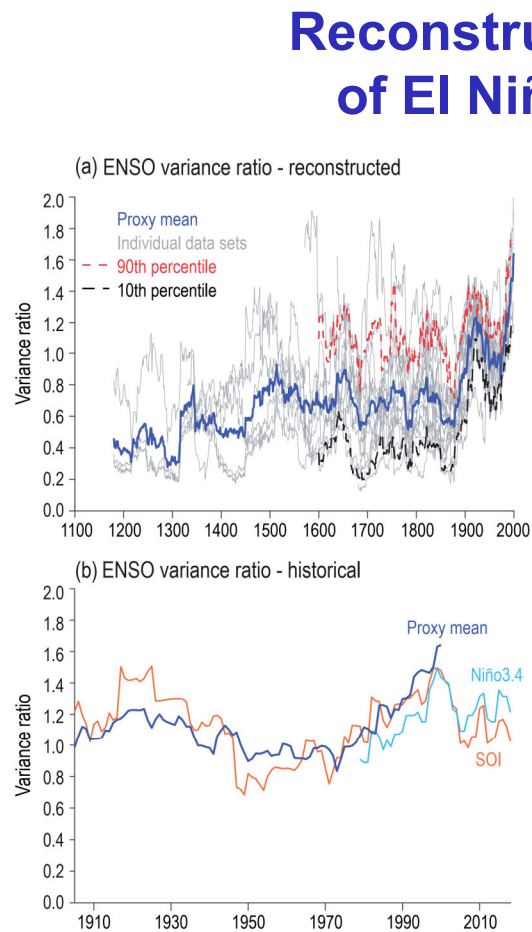 Reconstru
of El Niñ
(a) ENSO variance ratio - reconstructed
2.0
1.8
1.6
1.4
1.2
1.0
0.8
0.6
0.4
0.2
0.0
Variance ratio
Proxy mean
Individual data sets
90th percentile
10th percentile
1100 1200 1300 1400 1500 1600 1700 1800 1900 2000
(b) ENSO variance ratio - historical
2.0
1.8
1.6
1.4
1.2
1.0
0.8
0.6
0.4
0.2
0.0
Variance ratio
Proxy mean
Niño3.4
SOI
1910 1930 1950 1970 1990 2010